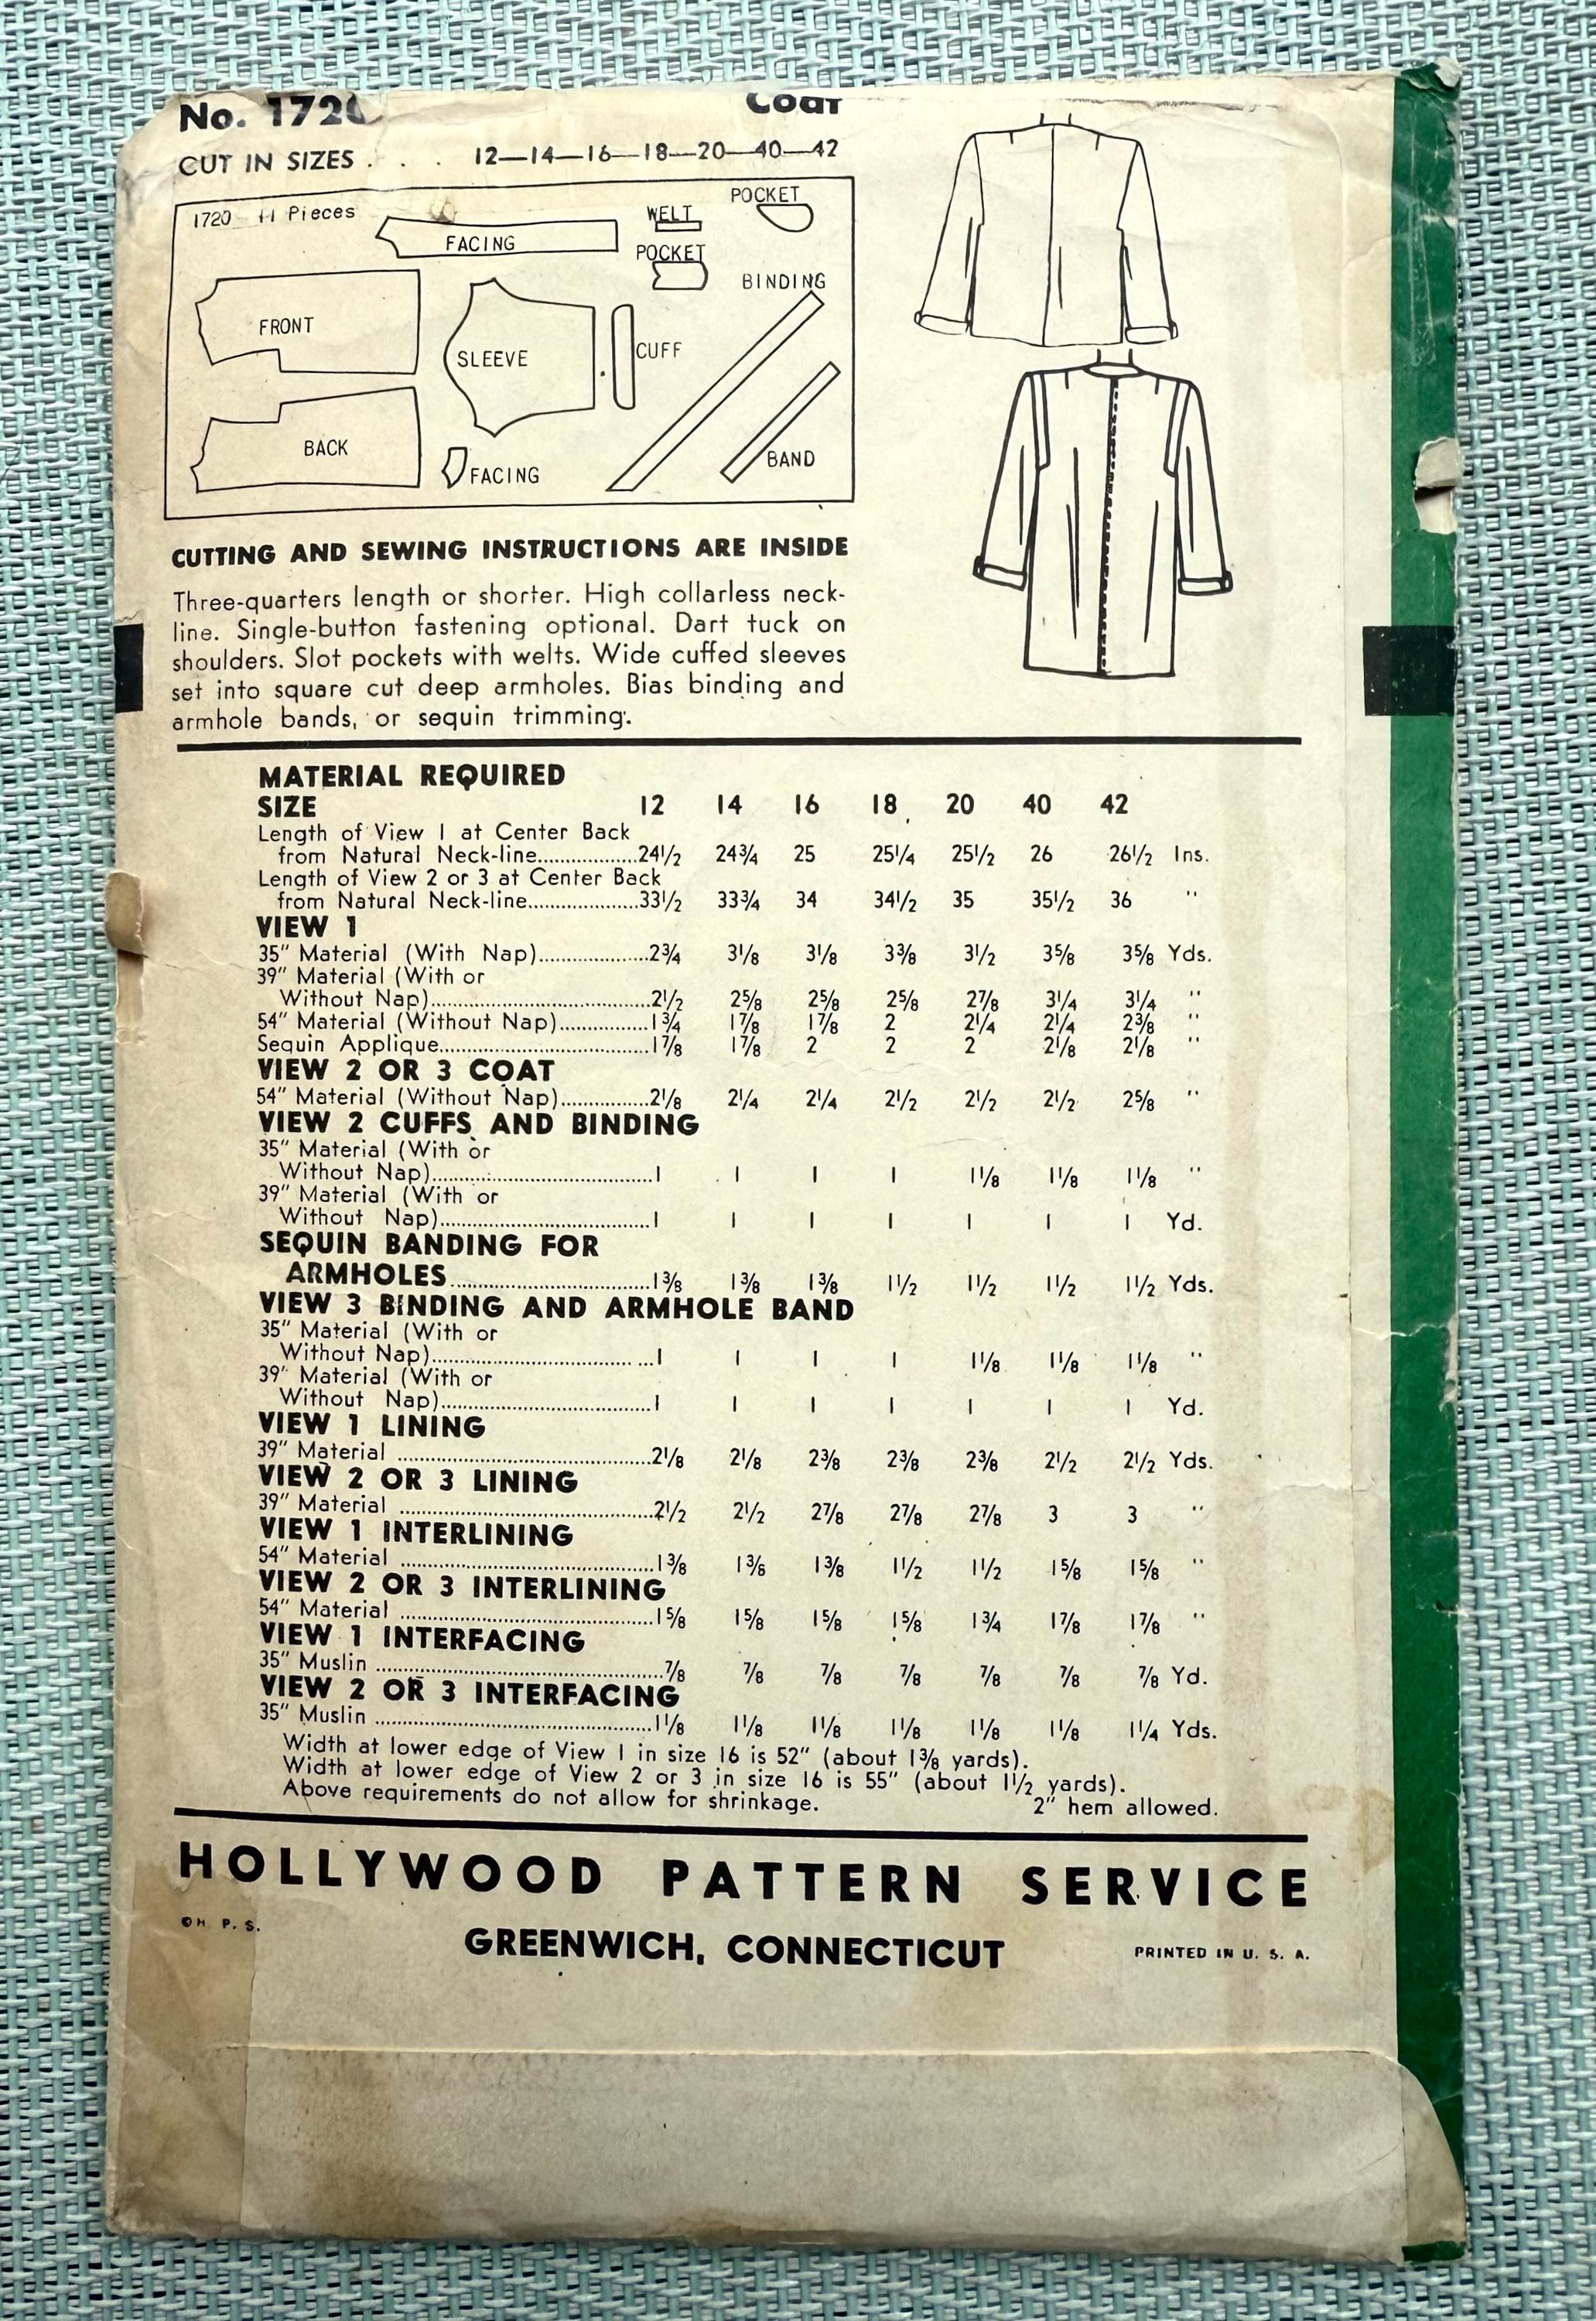 No. 1720 Coat
CUT IN SIZES . . . 12—14—16—18—20—40—42
1720 11 Pieces
FACING
WELT
POCKET
POCKET
BINDING
FRONT
SLEEVE
CUFF
BACK
FACING
BAND
CUTTING AND SEWING INSTRUCTIONS ARE INSIDE
Three-quarters length or shorter. High collarless neck-
line. Single-button fastening optional. Dart tuck on
shoulders. Slot pockets with welts. Wide cuffed sleeves
set into square cut deep armholes. Bias binding and
armhole bands, or sequin trimming.
MATERIAL REQUIRED
SIZE 12 14 16 18 20 40 42
Length of View 1 at Center Back
from Natural Neck-line..................24½ 24¾ 25 25¼ 25½ 26 26½ Ins.
Length of View 2 or 3 at Center Back
from Natural Neck-line....................33½ 33¾ 34 34½ 35 35½ 36 "
VIEW 1
35" Material (With Nap)....................2¾ 3⅛ 3⅛ 3⅜ 3½ 3⅝ 3⅝ Yds.
39" Material (With or
Without Nap)........................................2½ 2⅝ 2⅝ 2⅝ 2⅞ 3¼ 3¼ "
54" Material (Without Nap)................1¾ 1⅞ 1⅞ 2 2¼ 2¼ 2⅜ "
Sequin Applique......................................1⅞ 1⅞ 2 2 2 2⅛ 2⅛ "
VIEW 2 OR 3 COAT
54" Material (Without Nap)................2⅛ 2¼ 2¼ 2½ 2½ 2½ 2⅝ "
VIEW 2 CUFFS AND BINDING
35" Material (With or
Without Nap)........................................1 1 1 1 1⅛ 1⅛ 1⅛ "
39" Material (With or
Without Nap)......................................1 1 1 1 1 1 1 Yd.
SEQUIN BANDING FOR
ARMHOLES....................................1⅜ 1⅜ 1⅜ 1½ 1½ 1½ 1½ Yds.
VIEW 3 BINDING AND ARMHOLE BAND
35" Material (With or
Without Nap)....................................... 1 1 1 1 1⅛ 1⅛ 1⅛ "
39" Material (With or
Without Nap)......................................1 1 1 1 1 1 1 Yd.
VIEW 1 LINING
39" Material .............................................2⅛ 2⅛ 2⅜ 2⅜ 2⅜ 2½ 2½ Yds.
VIEW 2 OR 3 LINING
39" Material .............................................2½ 2½ 2⅞ 2⅞ 2⅞ 3 3 "
VIEW 1 INTERLINING
54" Material .............................................1⅜ 1⅜ 1⅜ 1½ 1½ 1⅝ 1⅝ "
VIEW 2 OR 3 INTERLINING
54" Material .............................................1⅝ 1⅝ 1⅝ 1⅝ 1¾ 1⅞ 1⅞ "
VIEW 1 INTERFACING
35" Muslin ..................................................⅞ ⅞ ⅞ ⅞ ⅞ ⅞ ⅞ Yd.
VIEW 2 OR 3 INTERFACING
35" Muslin ................................................1⅛ 1⅛ 1⅛ 1⅛ 1⅛ 1⅛ 1¼ Yds.
Width at lower edge of View 1 in size 16 is 52" (about 1⅜ yards).
Width at lower edge of View 2 or 3 in size 16 is 55" (about 1½ yards).
Above requirements do not allow for shrinkage. 2" hem allowed.
HOLLYWOOD PATTERN SERVICE
©H. P. S.
GREENWICH, CONNECTICUT
PRINTED IN U. S. A.